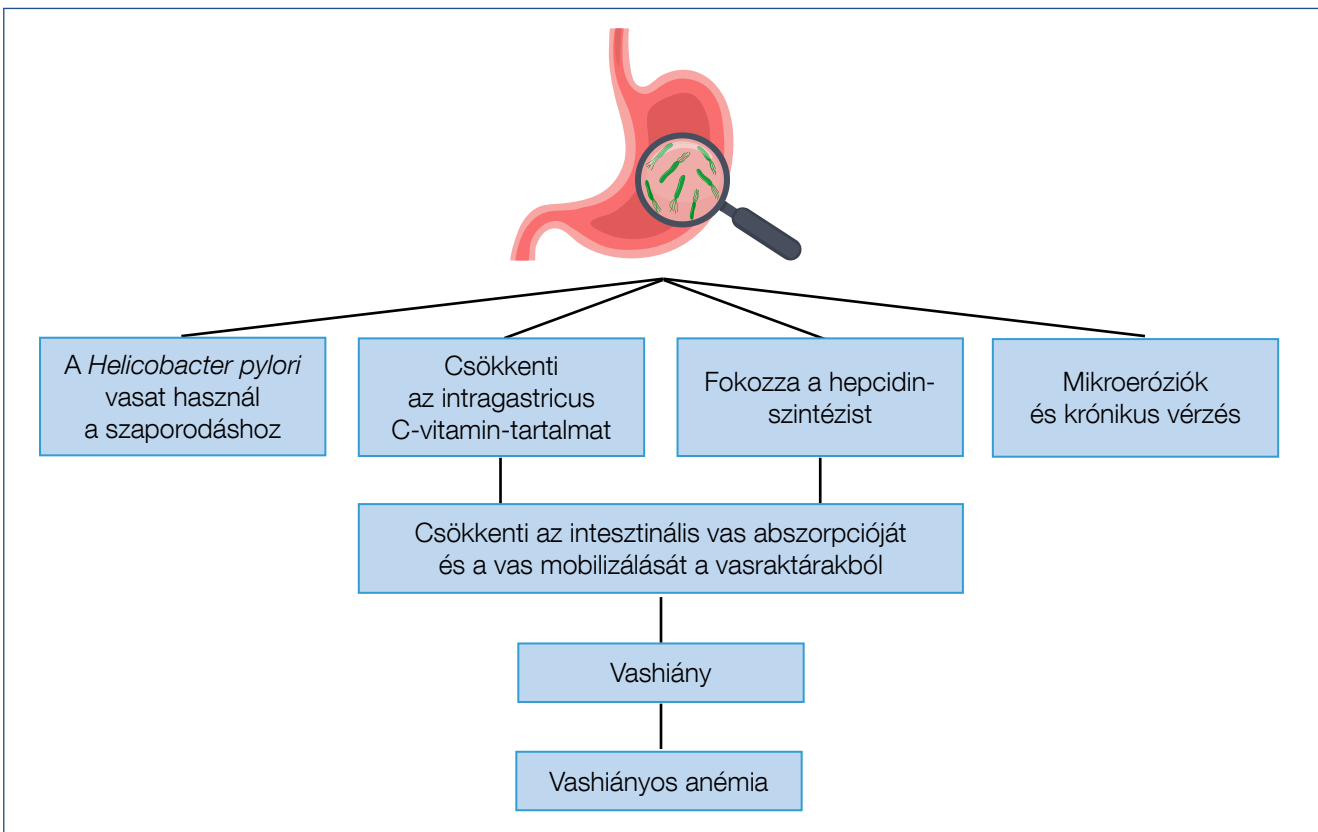 A Helicobacter pylori
vasat használ
a szaporodáshoz
Csökkenti
az intragastricus
C-vitamin-tartalmat
Fokozza a hepcidin-
szintézist
Mikroeróziók
és krónikus vérzés
Csökkenti az intesztinális vas abszorpcióját
és a vas mobilizálását a vasraktárakból
Vashiány
Vashiányos anémia